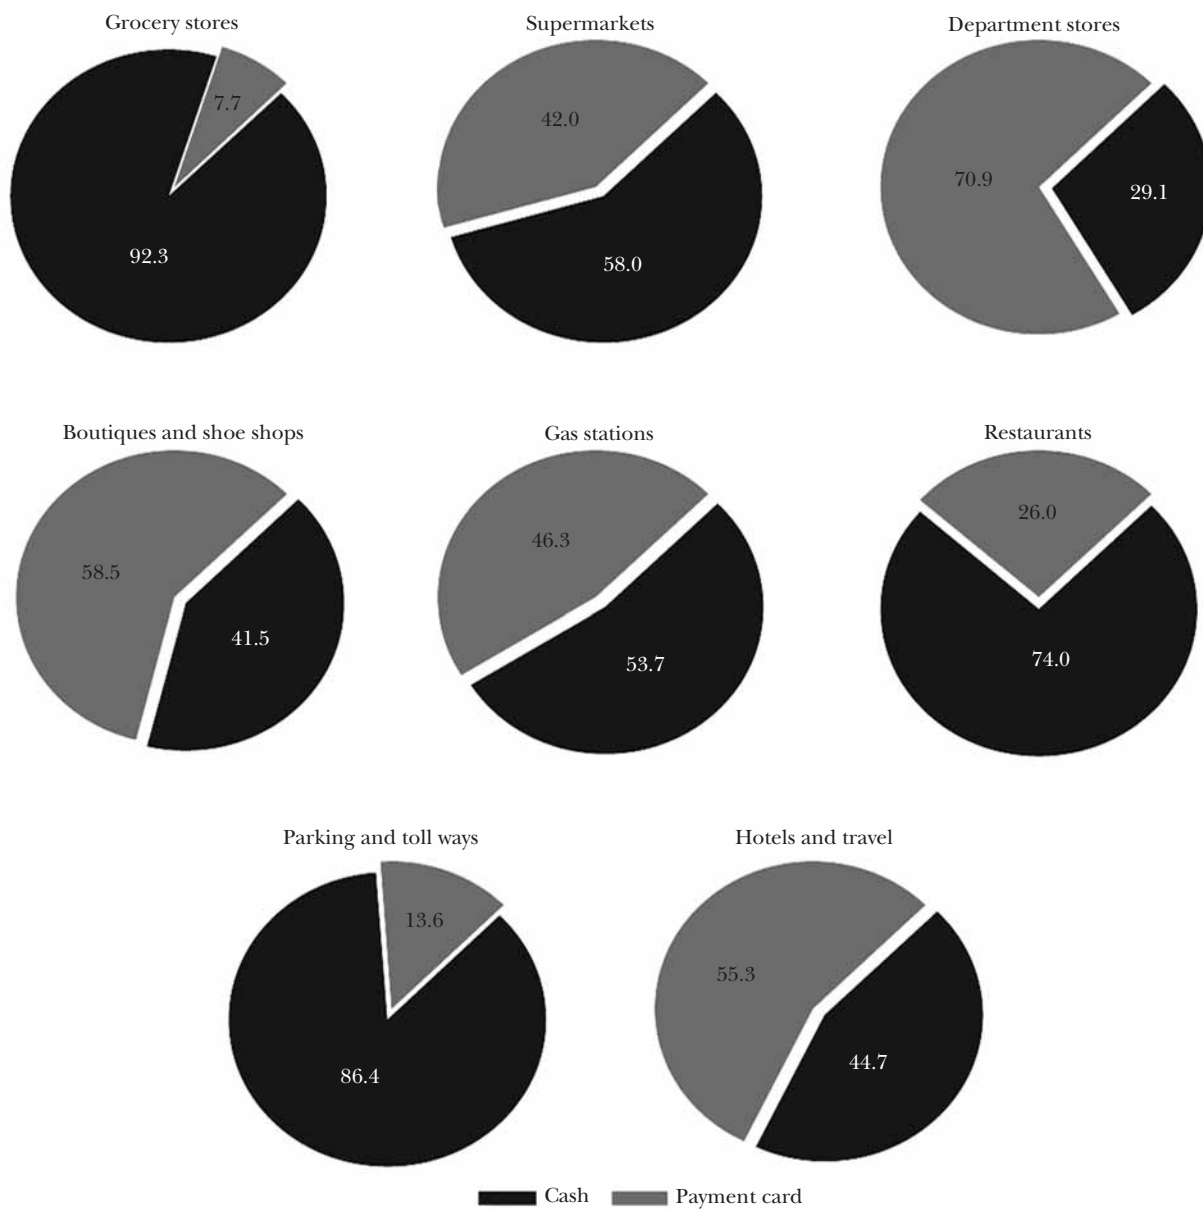 Grocery stores
Supermarkets
Department stores
7.7
92.3
42.0
58.0
70.9
29.1
Boutiques and shoe shops
Gas stations
Restaurants
58.5
41.5
46.3
53.7
26.0
74.0
Parking and toll ways
Hotels and travel
13.6
86.4
55.3
44.7
Cash
Payment card